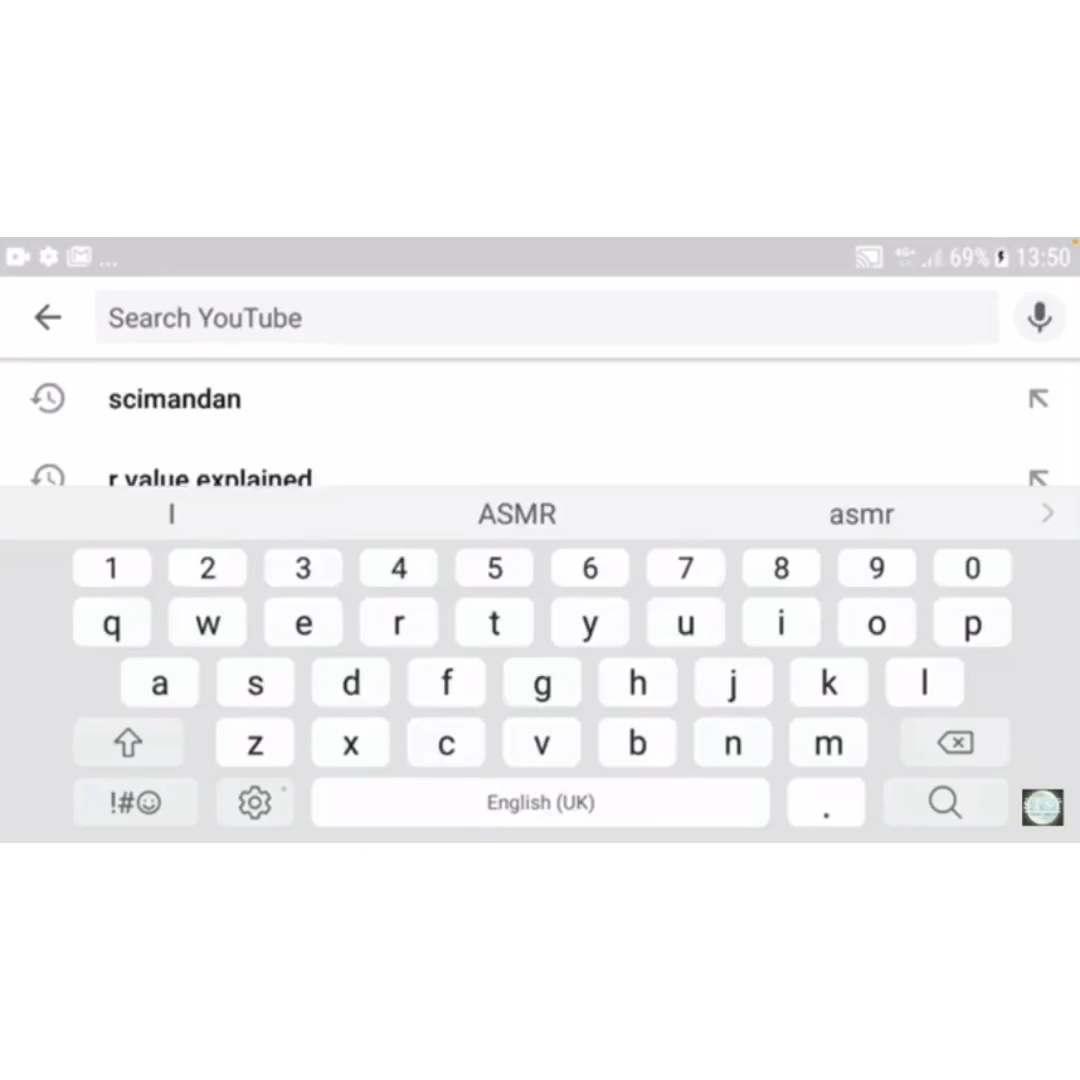 ... 4G+ 69% 13:50
Search YouTube
scimandan
r value explained
I ASMR asmr
1 2 3 4 5 6 7 8 9 0
q w e r t y u i o p
a s d f g h j k l
z x c v b n m
!#☺ English (UK) .